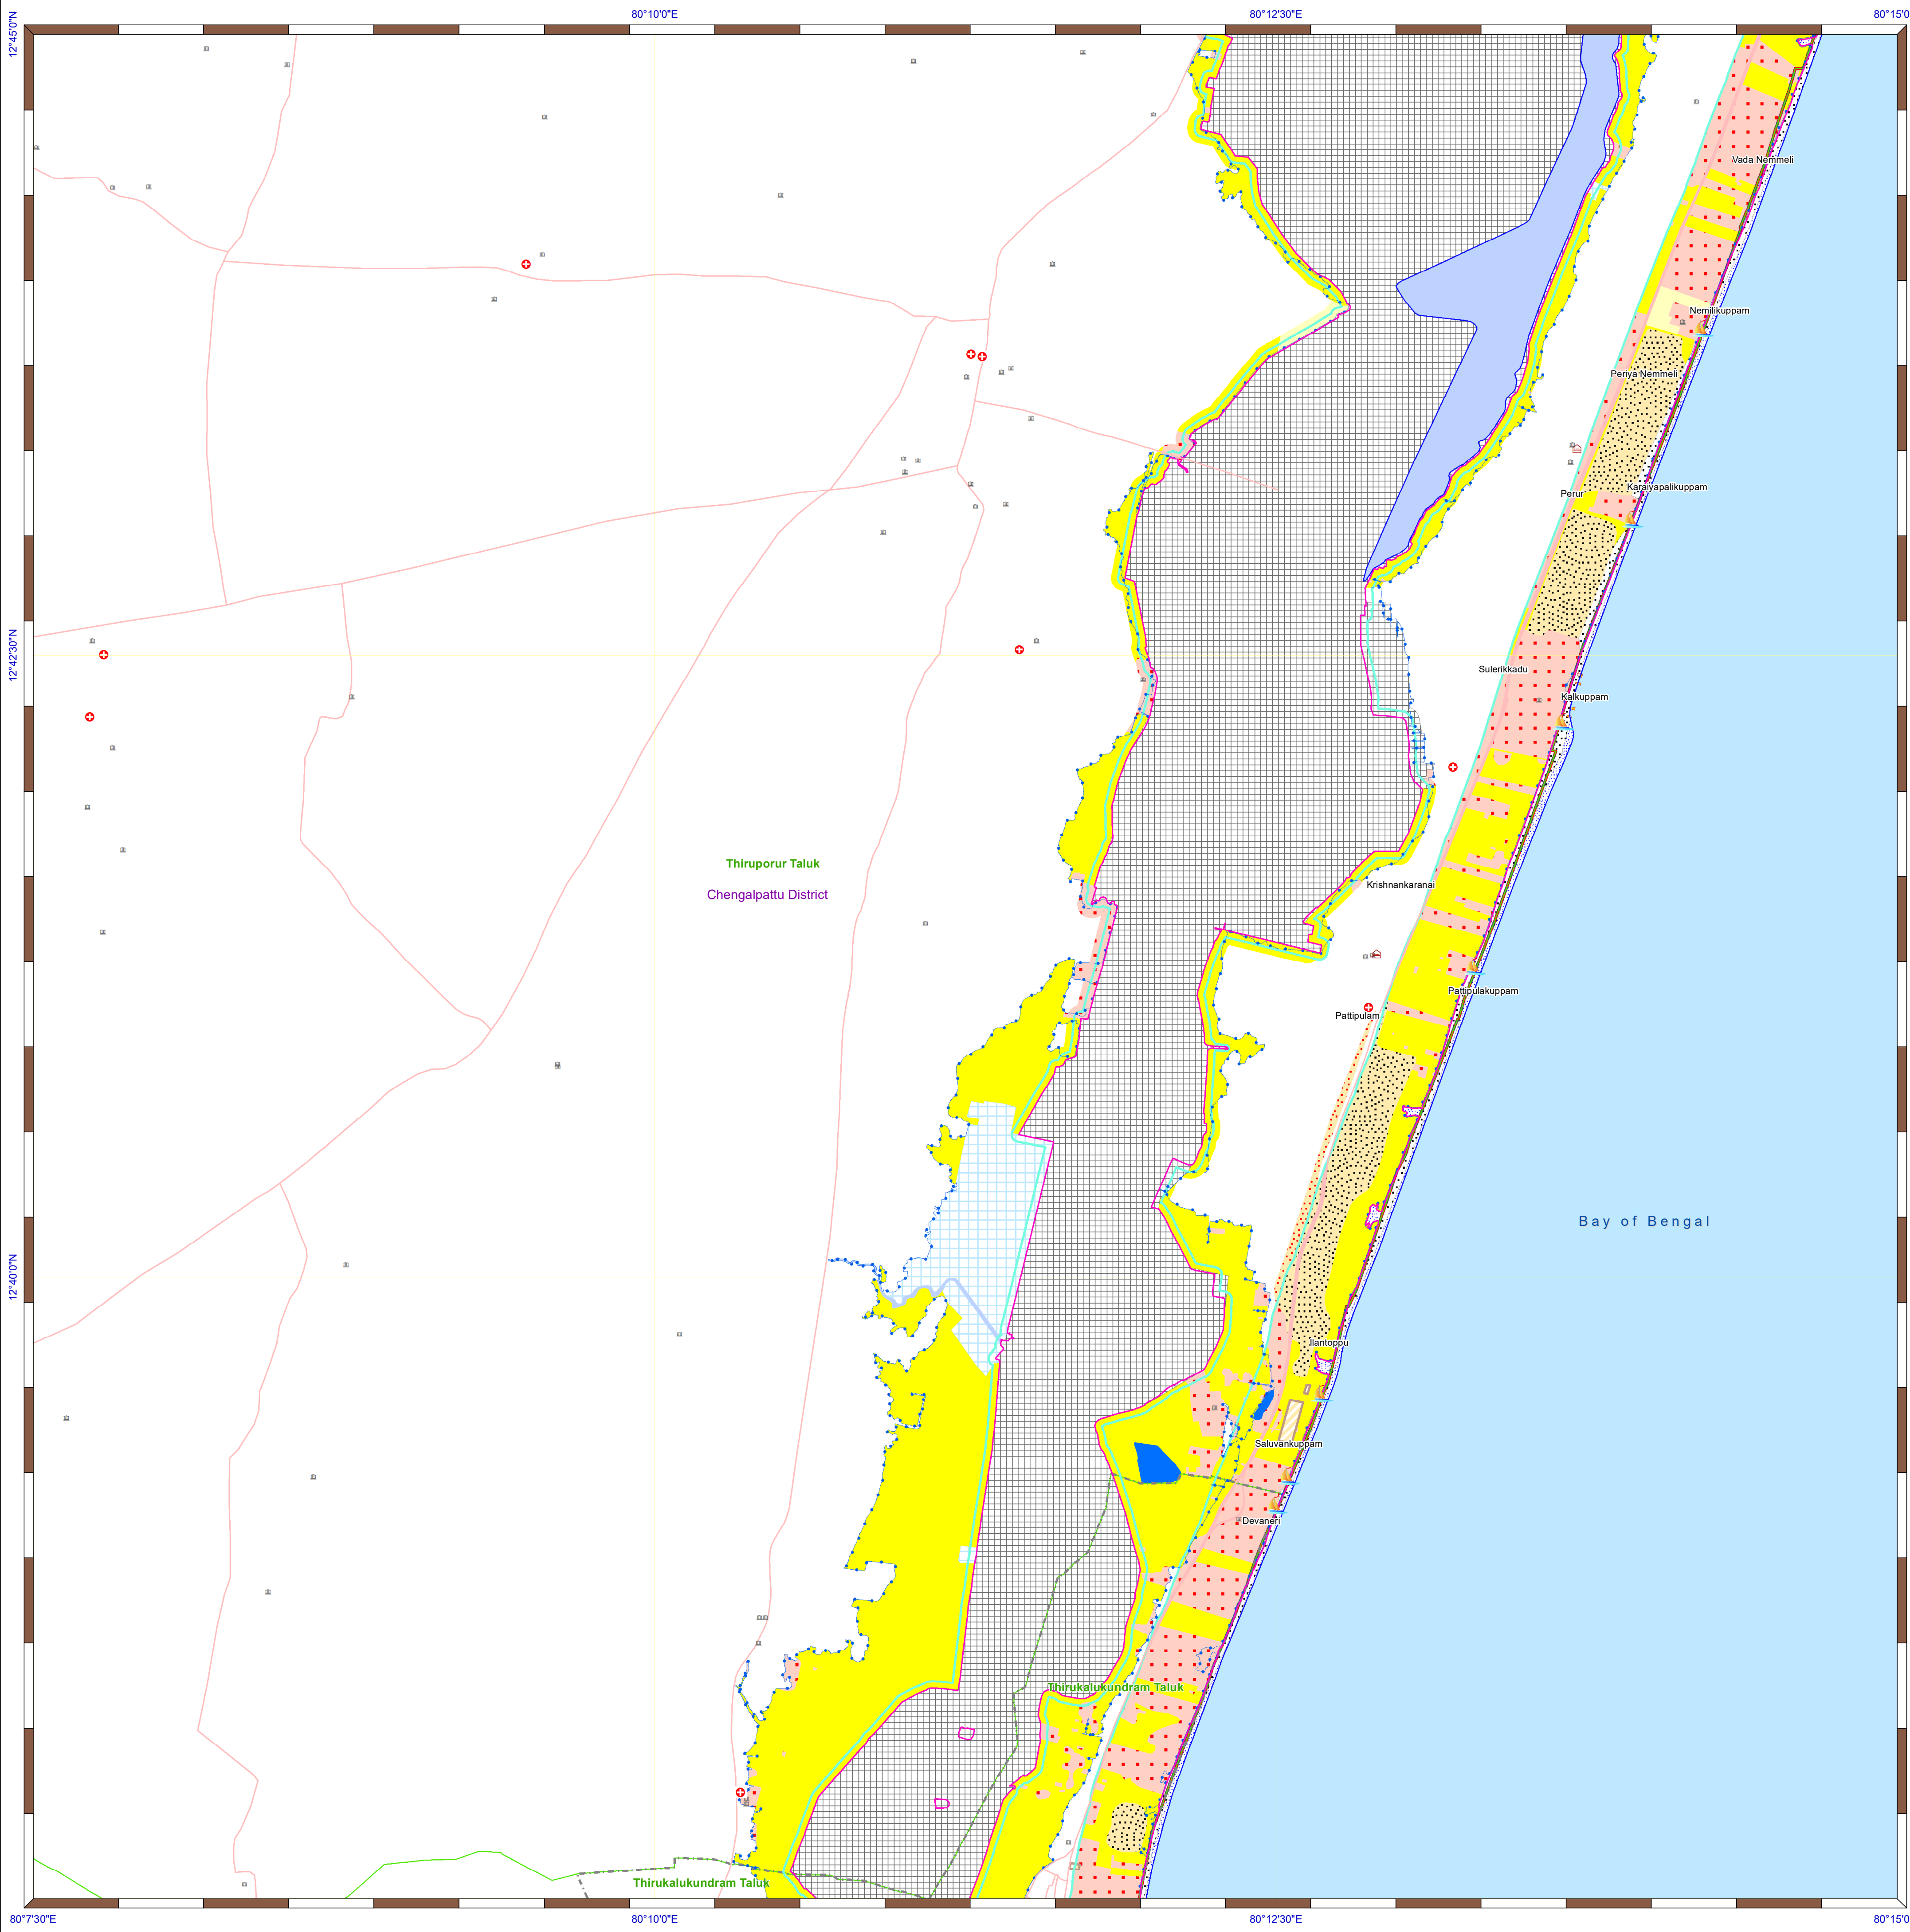 80°10'0"E
80°12'30"E
80°15'0
12°45'0"N
Vada Nemmeli
Nemilikuppam
Periya Nemmeli
Karaiyapalikuppam
Perur
12°42'30"N
Sulerikkadu
Kalkuppam
Thiruporur Taluk
Krishnankaranai
Chengalpattu District
Pattipulakuppam
Pattipulam
Bay of Bengal
12°40'0"N
Ilantoppu
Saluvankuppam
Devaneri
Thirukalukundram Taluk
Thirukalukundram Taluk
80°7'30"E
80°10'0"E
80°12'30"E
80°15'0